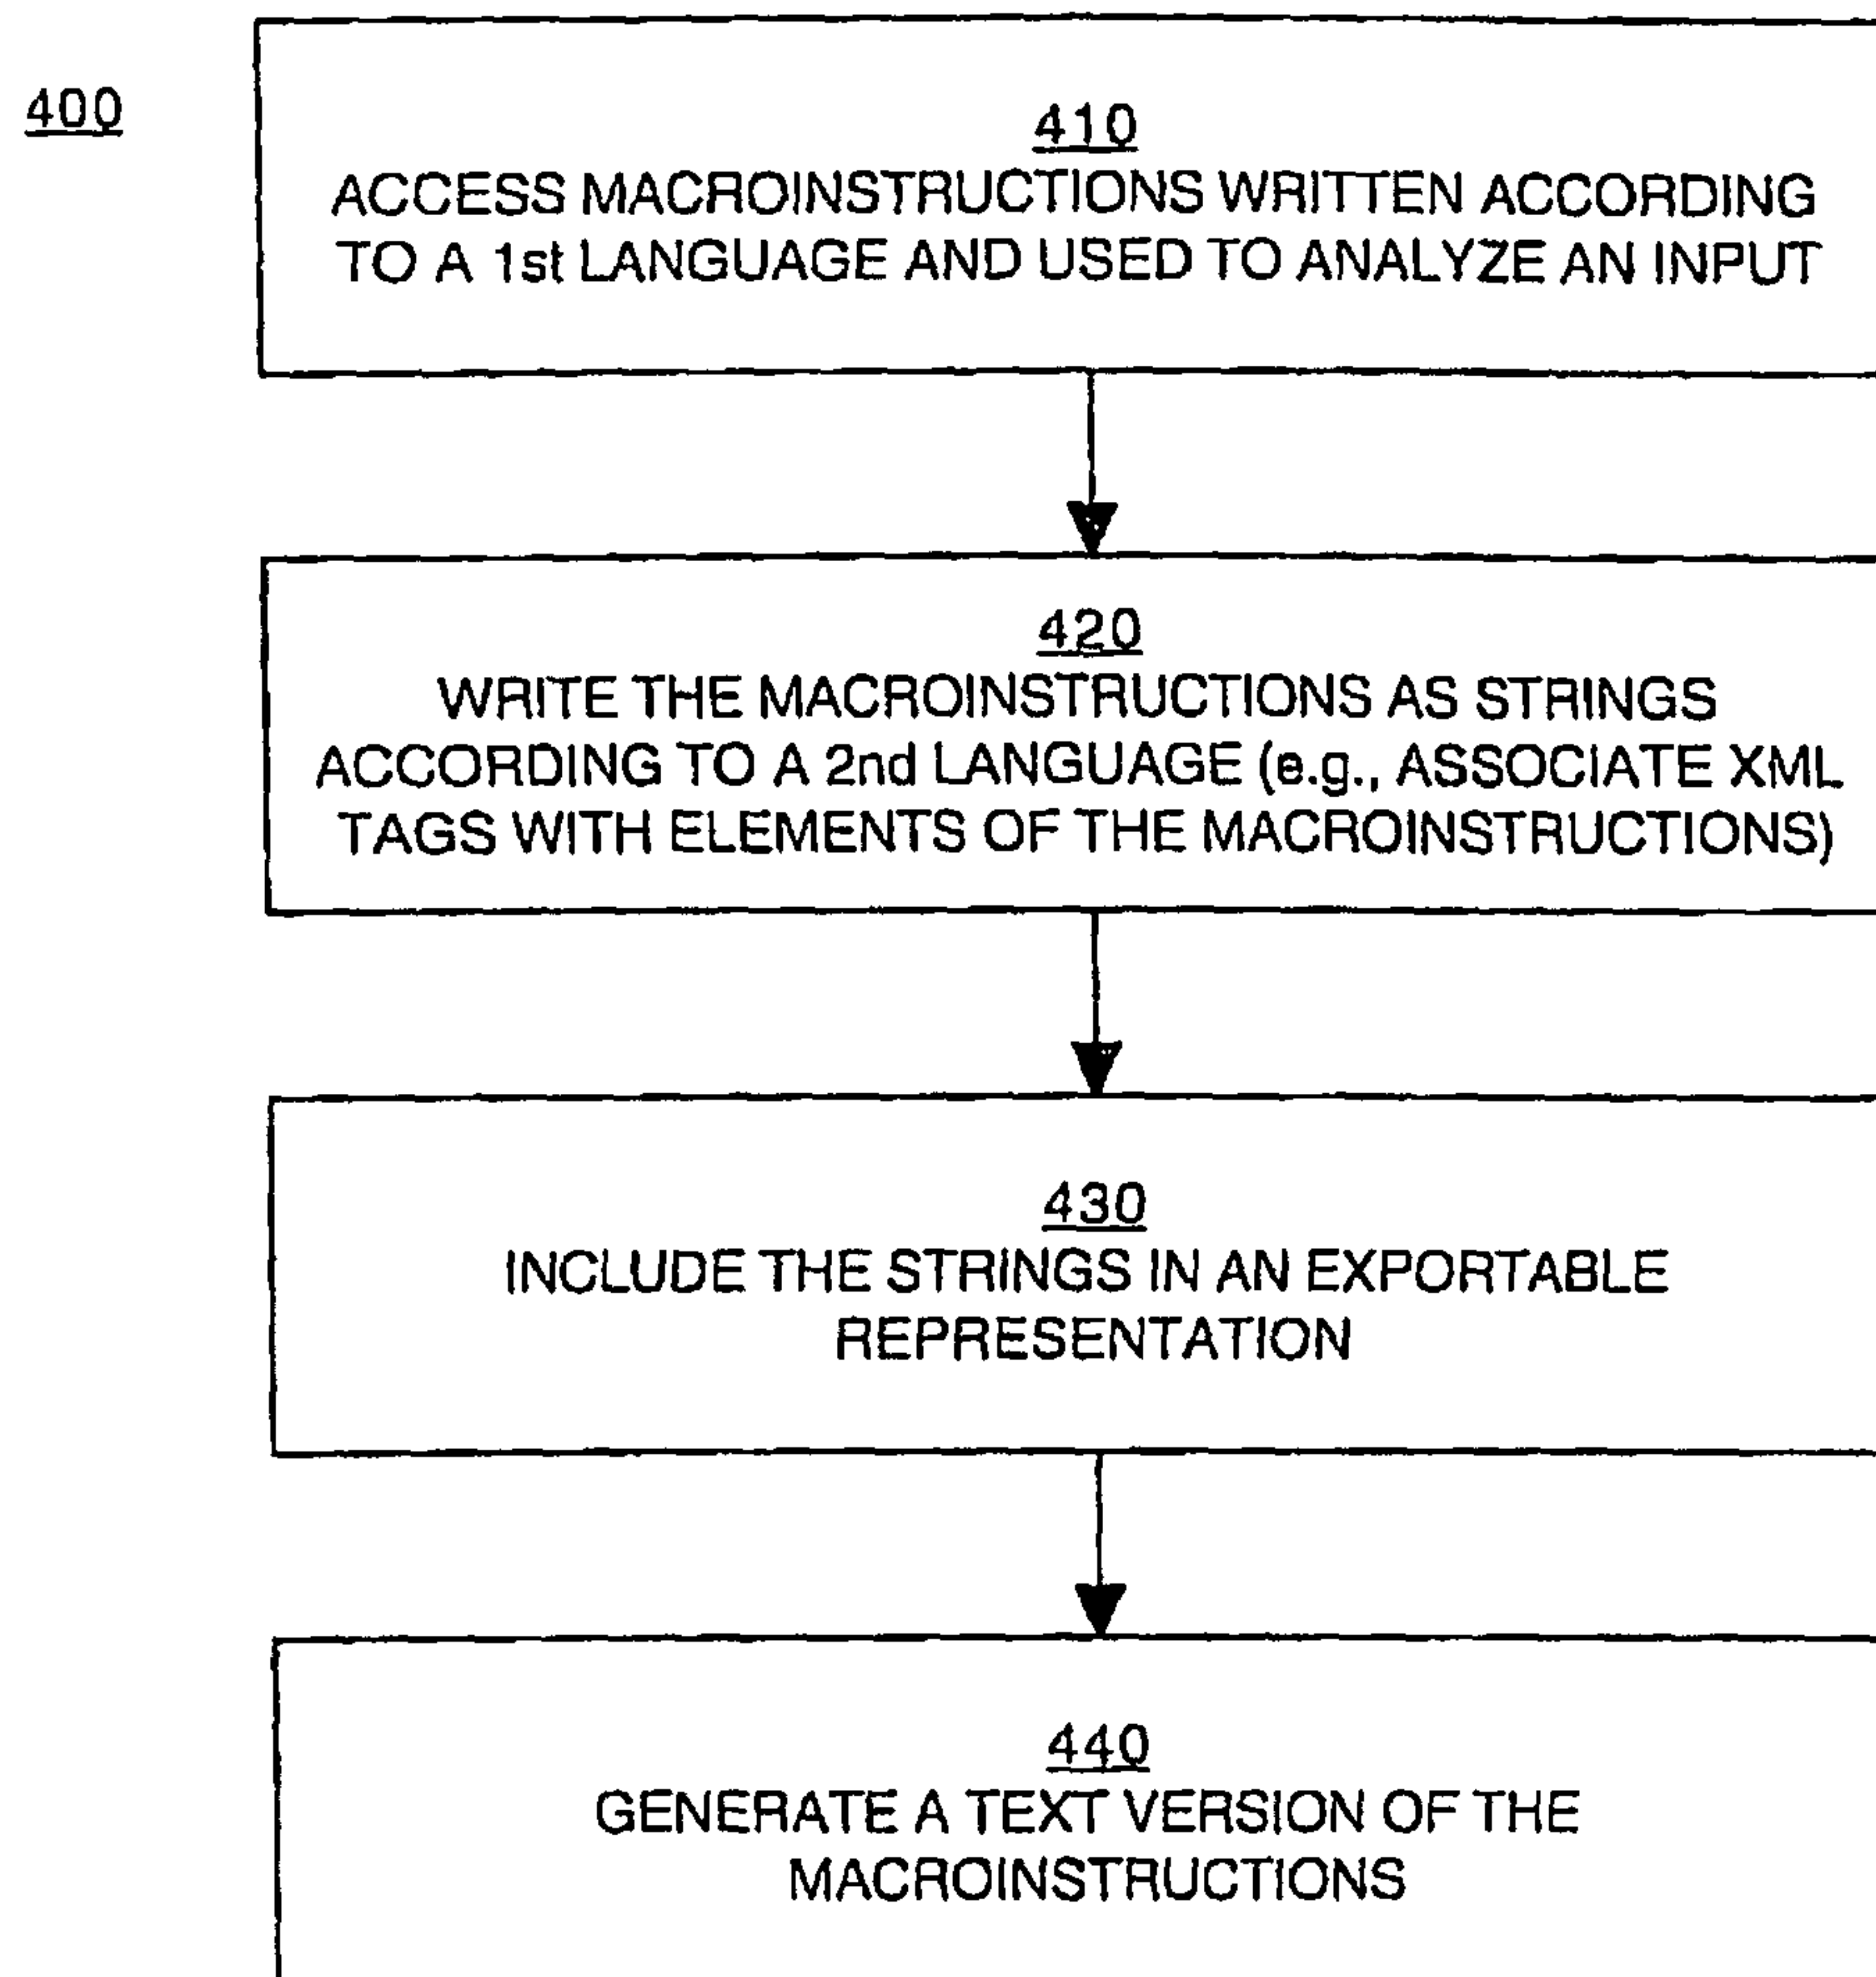 400
410
ACCESS MACROINSTRUCTIONS WRITTEN ACCORDING
TO A 1st LANGUAGE AND USED TO ANALYZE AN INPUT
420
WRITE THE MACROINSTRUCTIONS AS STRINGS
ACCORDING TO A 2nd LANGUAGE (e.g., ASSOCIATE XML
TAGS WITH ELEMENTS OF THE MACROINSTRUCTIONS)
430
INCLUDE THE STRINGS IN AN EXPORTABLE
REPRESENTATION
440
GENERATE A TEXT VERSION OF THE
MACROINSTRUCTIONS